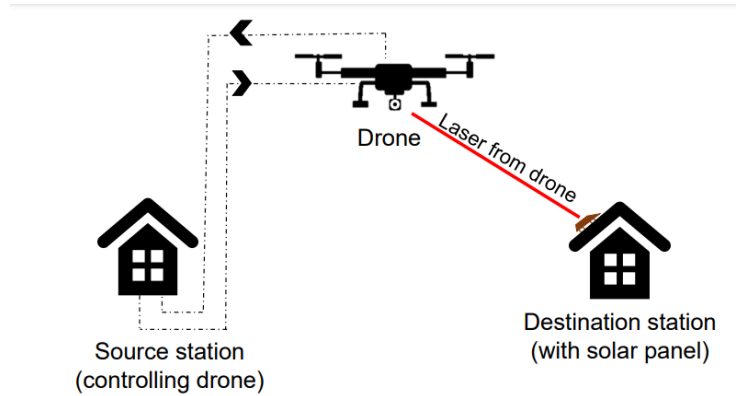 Drone
Laser from drone
Source station
(controlling drone)
Destination station
(with solar panel)